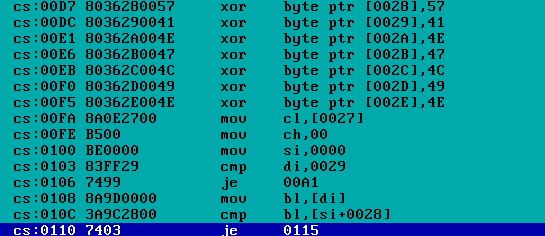 cs:00D7 8036280057 xor byte ptr [0028],57
cs:00DC 8036290041 xor byte ptr [0029],41
cs:00E1 80362A004E xor byte ptr [002A],4E
cs:00E6 80362B0047 xor byte ptr [002B],47
cs:00EB 80362C004C xor byte ptr [002C],4C
cs:00F0 80362D0049 xor byte ptr [002D],49
cs:00F5 80362E004E xor byte ptr [002E],4E
cs:00FA 8A0E2700 mov cl,[0027]
cs:00FE B500 mov ch,00
cs:0100 BE0000 mov si,0000
cs:0103 83FF29 cmp di,0029
cs:0106 7499 je 00A1
cs:0108 8A9D0000 mov bl,[di]
cs:010C 3A9C2800 cmp bl,[si+0028]
cs:0110 7403 je 0115